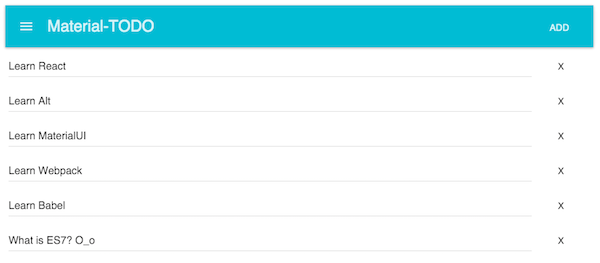 Material-TODO ADD
Learn React X
Learn Alt X
Learn MaterialUI X
Learn Webpack X
Learn Babel X
What is ES7? O_o X